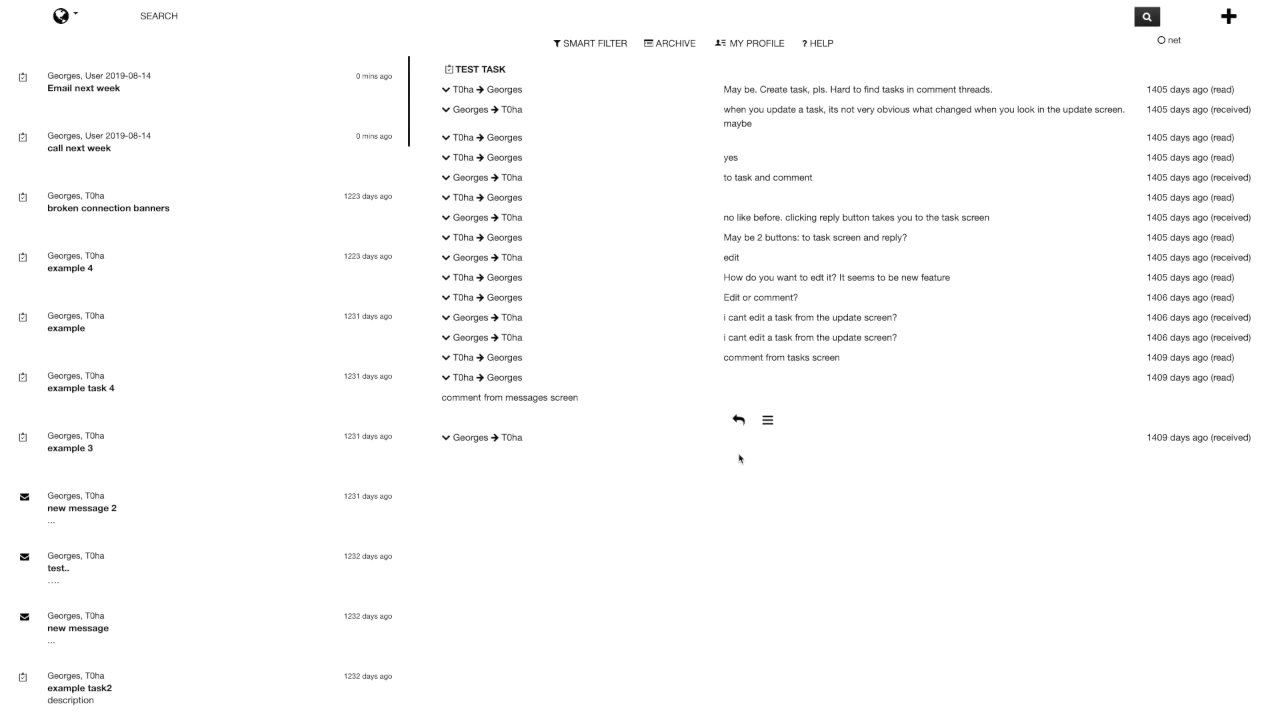 SEARCH
SMART FILTER ARCHIVE MY PROFILE ? HELP
net
Georges, User 2019-08-14 0 mins ago
Email next week
Georges, User 2019-08-14 0 mins ago
call next week
Georges, T0ha 1223 days ago
broken connection banners
Georges, T0ha 1223 days ago
example 4
Georges, T0ha 1231 days ago
example
Georges, T0ha 1231 days ago
example task 4
Georges, T0ha 1231 days ago
example 3
Georges, T0ha 1231 days ago
new message 2
...
Georges, T0ha 1232 days ago
test..
....
Georges, T0ha 1232 days ago
new message
...
Georges, T0ha 1232 days ago
example task2
description
TEST TASK
T0ha → Georges May be. Create task, pls. Hard to find tasks in comment threads. 1405 days ago (read)
Georges → T0ha when you update a task, its not very obvious what changed when you look in the update screen. 1405 days ago (received)
maybe
T0ha → Georges 1405 days ago (read)
T0ha → Georges yes 1405 days ago (read)
Georges → T0ha to task and comment 1405 days ago (received)
T0ha → Georges 1405 days ago (read)
Georges → T0ha no like before. clicking reply button takes you to the task screen 1405 days ago (received)
T0ha → Georges May be 2 buttons: to task screen and reply? 1405 days ago (read)
Georges → T0ha edit 1405 days ago (received)
T0ha → Georges How do you want to edt it? It seems to be new feature 1405 days ago (read)
T0ha → Georges Edit or comment? 1406 days ago (read)
Georges → T0ha i cant edit a task from the update screen? 1406 days ago (received)
Georges → T0ha i cant edit a task from the update screen? 1406 days ago (received)
T0ha → Georges comment from tasks screen 1409 days ago (read)
T0ha → Georges 1409 days ago (read)
comment from messages screen
Georges → T0ha 1409 days ago (received)